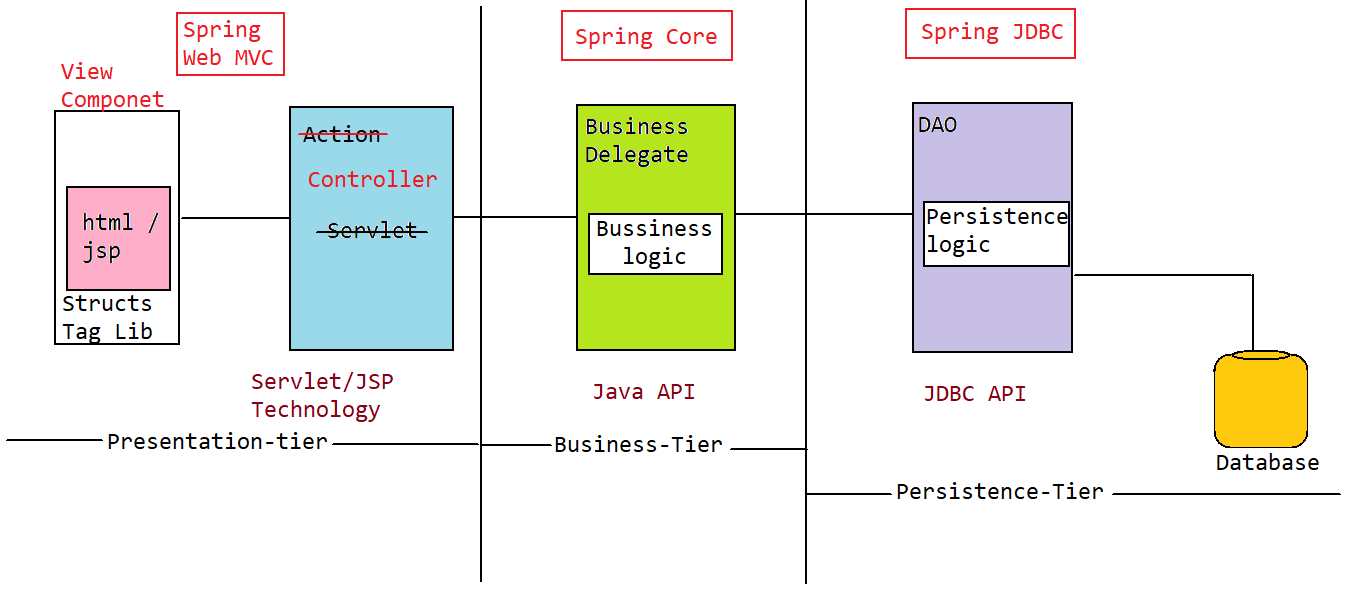 Spring
Web MVC
Spring Core
Spring JDBC
View
Componet
html /
jsp
Structs
Tag Lib
Action
Controller
Servlet
Business
Delegate
Bussiness
logic
DAO
Persistence
logic
Servlet/JSP
Technology
Java API
JDBC API
Database
Presentation-tier
Business-Tier
Persistence-Tier